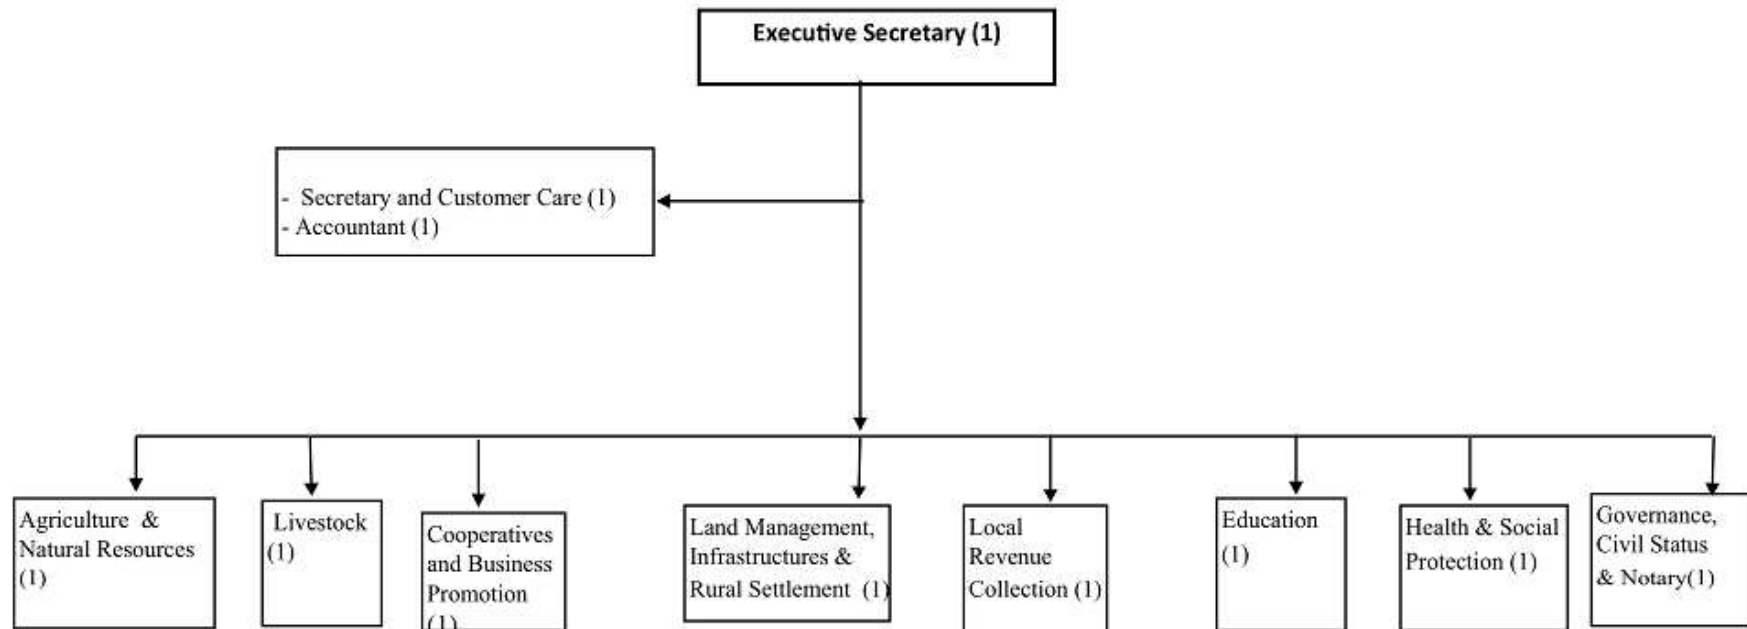 Executive Secretary (1)
- Secretary and Customer Care (1)
- Accountant (1)
Agriculture &
Natural Resources
(1)
Livestock
(1)
Cooperatives
and Business
Promotion
(1)
Land Management,
Infrastructures &
Rural Settlement (1)
Local
Revenue
Collection (1)
Education
(1)
Health & Social
Protection (1)
Governance,
Civil Status
& Notary(1)